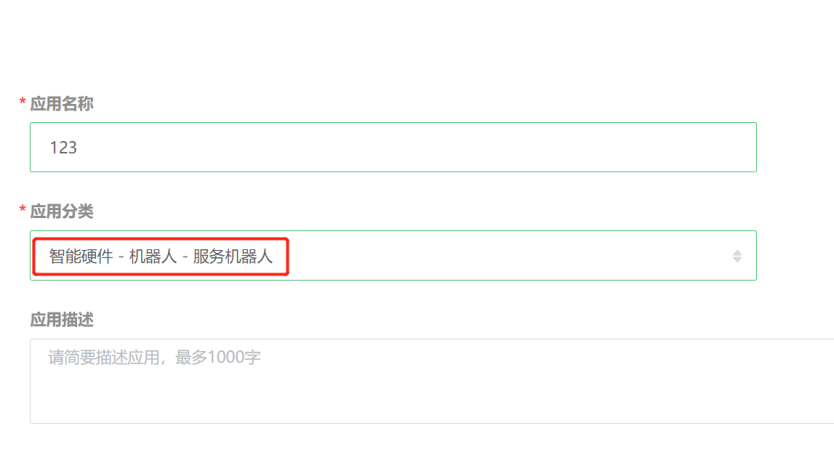 * 应用名称
123
* 应用分类
智能硬件 - 机器人 - 服务机器人
应用描述
请简要描述应用，最多1000字